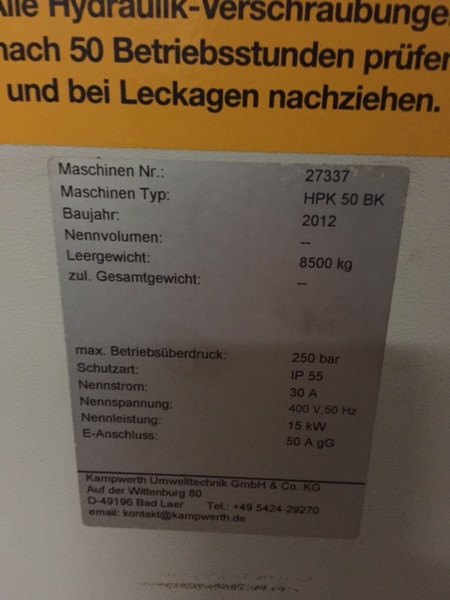 Alle Hydraulik-Verschraubungen
nach 50 Betriebsstunden prüfen
und bei Leckagen nachziehen.
Maschinen Nr.: 27337
Maschinen Typ: HPK 50 BK
Baujahr: 2012
Nennvolumen: --
Leergewicht: 8500 kg
zul. Gesamtgewicht: --
max. Betriebsüberdruck: 250 bar
Schutzart: IP 55
Nennstrom: 30 A
Nennspannung: 400 V,50 Hz
Nennleistung: 15 kW
E-Anschluss: 50 A gG
Kampwerth Umwelttechnik GmbH & Co. KG
Auf der Wittenburg 80
D-49196 Bad Laer Tel.: +49 5424-29270
email: kontakt@kampwerth.de